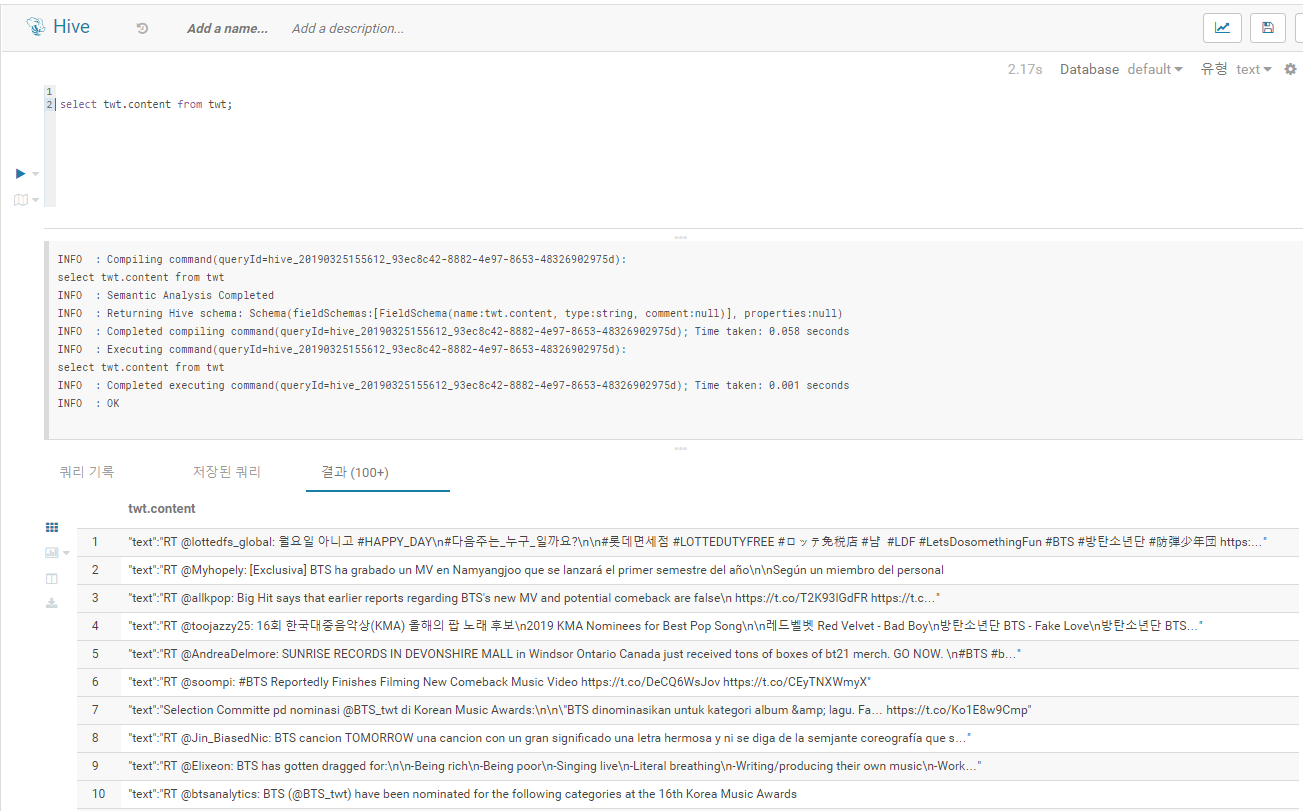 Hive Add a name... Add a description...
2.17s Database default 유형 text
1
2 select twt.content from twt;
INFO : Compiling command(queryId=hive_20190325155612_93ec8c42-8882-4e97-8653-48326902975d):
select twt.content from twt
INFO : Semantic Analysis Completed
INFO : Returning Hive schema: Schema(fieldSchemas:[FieldSchema(name:twt.content, type:string, comment:null)], properties:null)
INFO : Completed compiling command(queryId=hive_20190325155612_93ec8c42-8882-4e97-8653-48326902975d); Time taken: 0.058 seconds
INFO : Executing command(queryId=hive_20190325155612_93ec8c42-8882-4e97-8653-48326902975d):
select twt.content from twt
INFO : Completed executing command(queryId=hive_20190325155612_93ec8c42-8882-4e97-8653-48326902975d); Time taken: 0.001 seconds
INFO : OK
쿼리 기록 저장된 쿼리 결과 (100+)
twt.content
1 "text":"RT @lottedfs_global: 월요일 아니고 #HAPPY_DAY\n#다음주는_누구_일까요?\n\n#롯데면세점 #LOTTEDUTYFREE #ロッテ免税店 #냠 #LDF #LetsDosomethingFun #BTS #방탄소년단 #防弾少年団 https:…"
2 "text":"RT @Myhopely: [Exclusiva] BTS ha grabado un MV en Namyangjoo que se lanzará el primer semestre del año\n\nSegún un miembro del personal
3 "text":"RT @allkpop: Big Hit says that earlier reports regarding BTS's new MV and potential comeback are false\n https://t.co/T2K93lGdFR https://t.c…"
4 "text":"RT @toojazzy25: 16회 한국대중음악상(KMA) 올해의 팝 노래 후보\n2019 KMA Nominees for Best Pop Song\n\n레드벨벳 Red Velvet - Bad Boy\n방탄소년단 BTS - Fake Love\n방탄소년단 BTS…"
5 "text":"RT @AndreaDelmore: SUNRISE RECORDS IN DEVONSHIRE MALL in Windsor Ontario Canada just received tons of boxes of bt21 merch. GO NOW. \n#BTS #b…"
6 "text":"RT @soompi: #BTS Reportedly Finishes Filming New Comeback Music Video https://t.co/DeCQ6WsJov https://t.co/CEyTNXWmyX"
7 "text":"Selection Committe pd nominasi @BTS_twt di Korean Music Awards:\n\n\"BTS dinominasikan untuk kategori album &amp; lagu. Fa… https://t.co/Ko1E8w9Cmp"
8 "text":"RT @Jin_BiasedNic: BTS cancion TOMORROW una cancion con un gran significado una letra hermosa y ni se diga de la semjante coreografía que s…"
9 "text":"RT @Elixeon: BTS has gotten dragged for:\n\n-Being rich\n-Being poor\n-Singing live\n-Literal breathing\n-Writing/producing their own music\n-Work…"
10 "text":"RT @btsanalytics: BTS (@BTS_twt) have been nominated for the following categories at the 16th Korea Music Awards